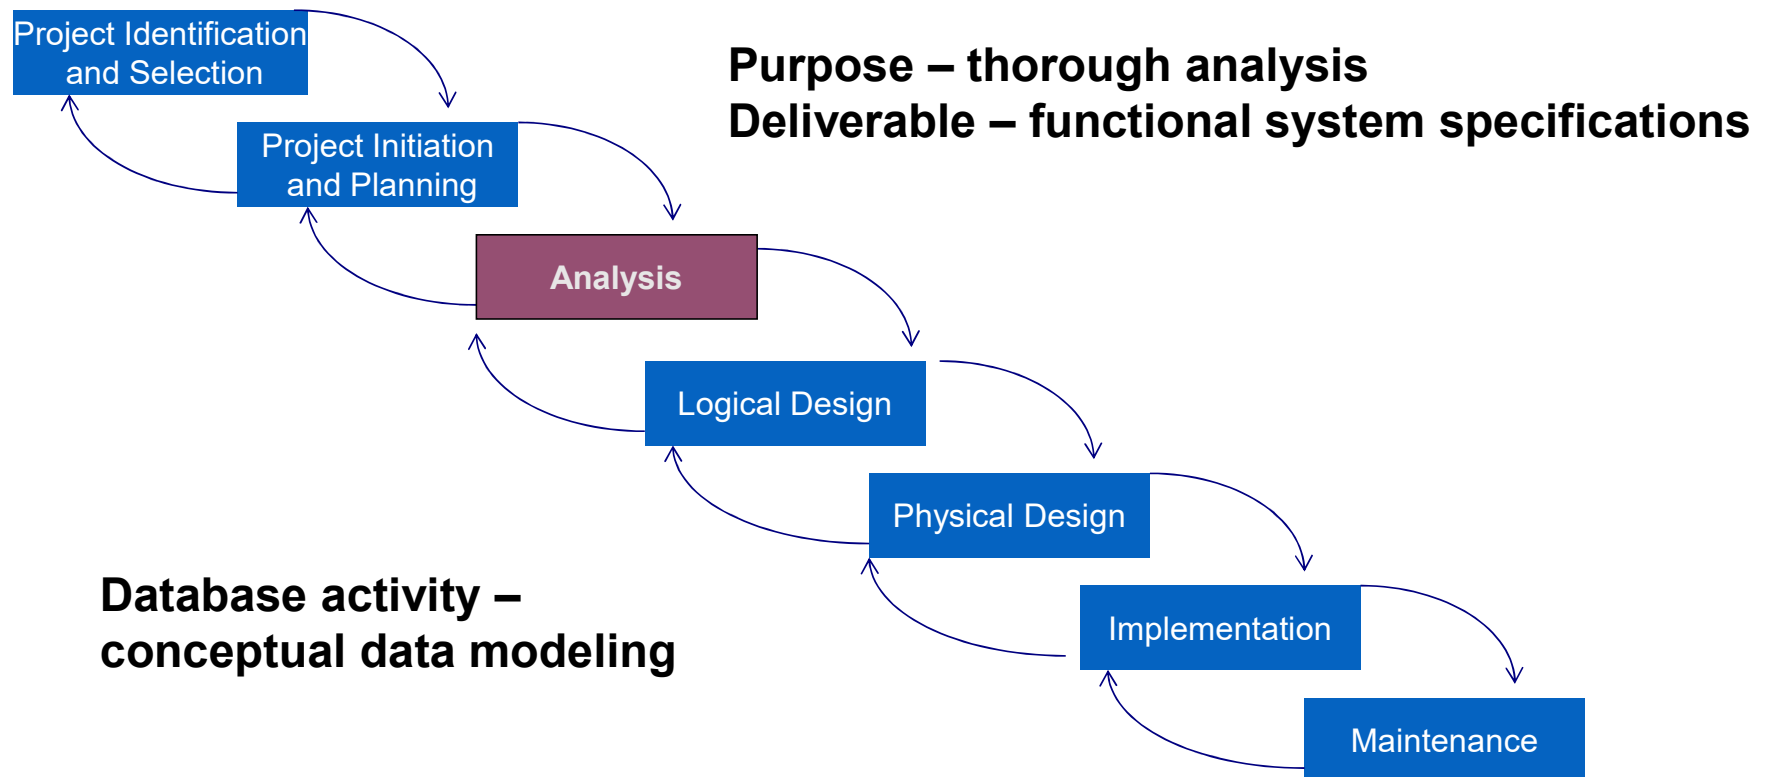 Project Identification
and Selection
Purpose – thorough analysis
Deliverable – functional system specifications
Project Initiation
and Planning
Analysis
Logical Design
Physical Design
Database activity –
conceptual data modeling
Implementation
Maintenance